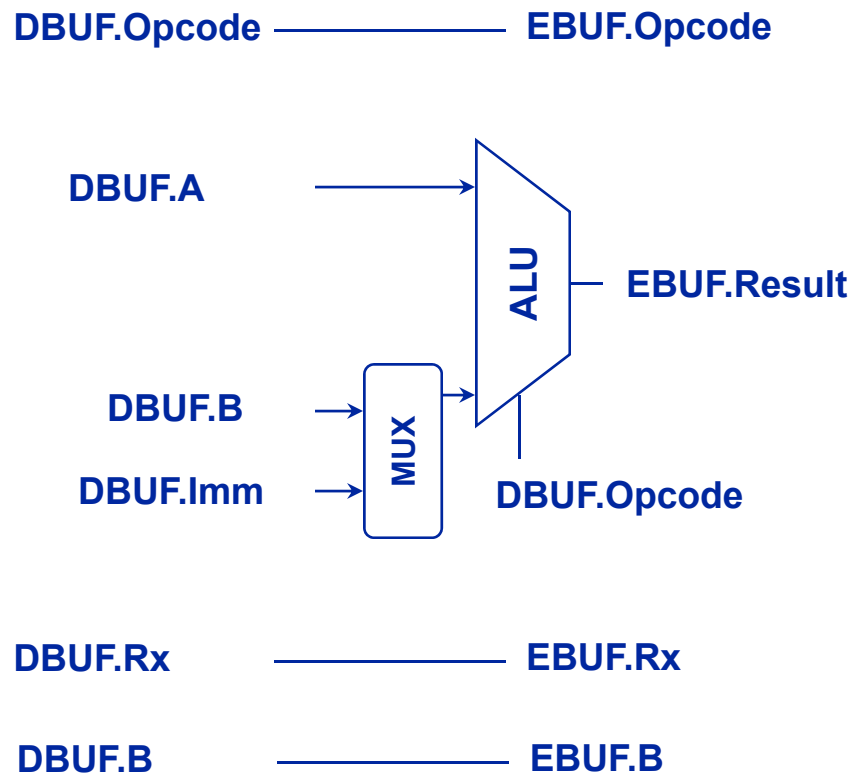 DBUF.Opcode EBUF.Opcode
DBUF.A
ALU
EBUF.Result
DBUF.B
MUX
DBUF.Imm
DBUF.Opcode
DBUF.Rx EBUF.Rx
DBUF.B EBUF.B